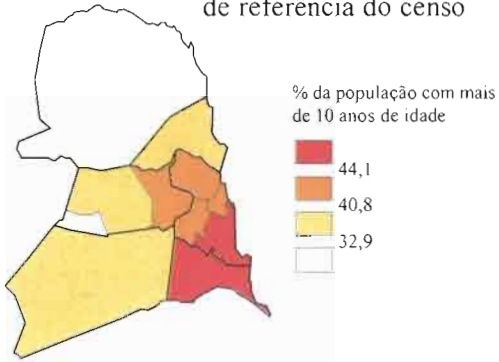 de referência do censo
% da população com mais
de 10 anos de idade
44,1
40,8
32,9